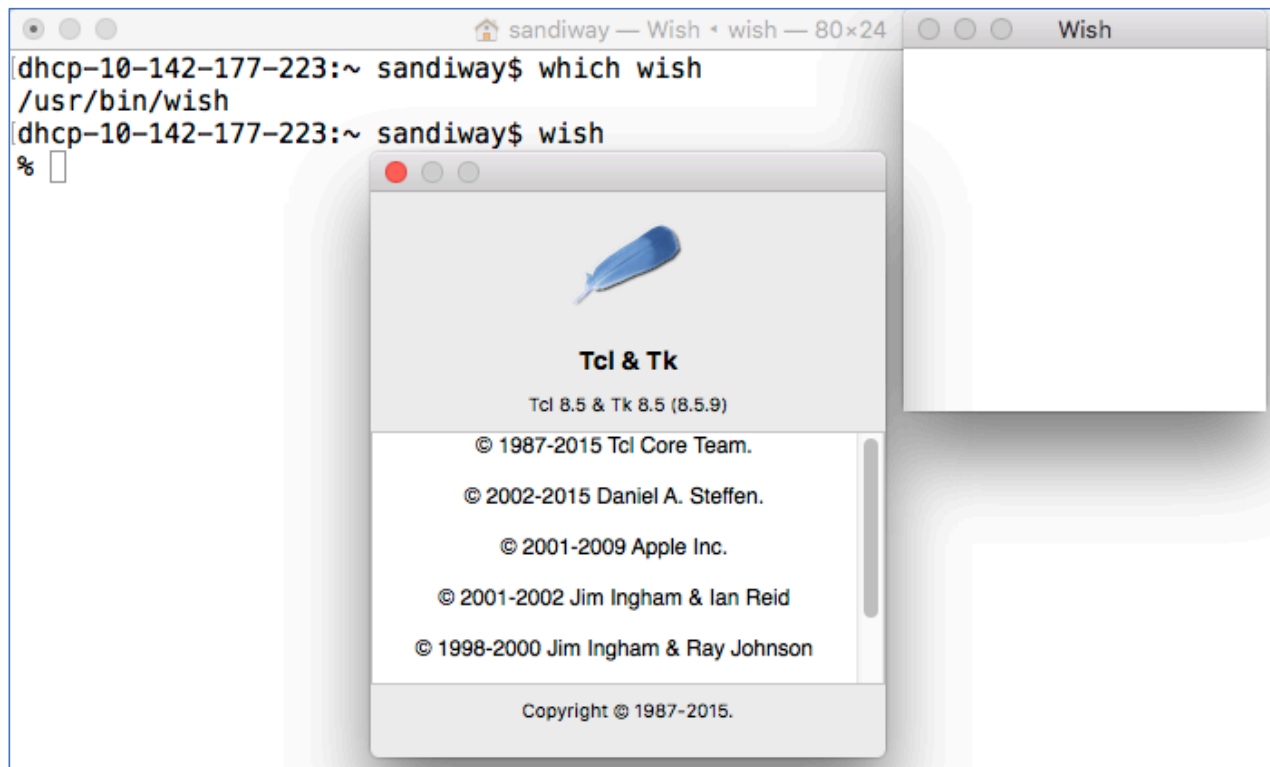 sandiway — Wish ◂ wish — 80×24
[dhcp-10-142-177-223:~ sandiway$ which wish
/usr/bin/wish
[dhcp-10-142-177-223:~ sandiway$ wish
%
Wish
Tcl & Tk
Tcl 8.5 & Tk 8.5 (8.5.9)
© 1987-2015 Tcl Core Team.
© 2002-2015 Daniel A. Steffen.
© 2001-2009 Apple Inc.
© 2001-2002 Jim Ingham & Ian Reid
© 1998-2000 Jim Ingham & Ray Johnson
Copyright © 1987-2015.